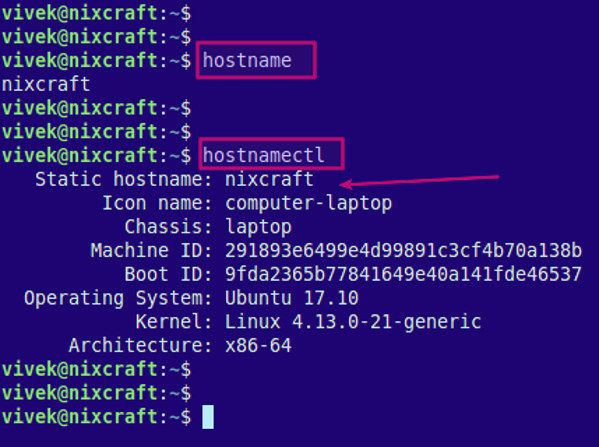 vivek@nixcraft:~$
vivek@nixcraft:~$
vivek@nixcraft:~$ hostname
nixcraft
vivek@nixcraft:~$
vivek@nixcraft:~$
vivek@nixcraft:~$ hostnamectl
Static hostname: nixcraft
Icon name: computer-laptop
Chassis: laptop
Machine ID: 291893e6499e4d99891c3cf4b70a138b
Boot ID: 9fda2365b77841649e40a141fde46537
Operating System: Ubuntu 17.10
Kernel: Linux 4.13.0-21-generic
Architecture: x86-64
vivek@nixcraft:~$
vivek@nixcraft:~$
vivek@nixcraft:~$